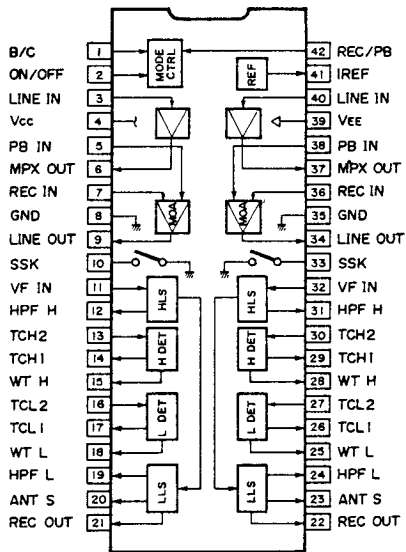 B/C 1 MODE CTRL 42 REC/PB
ON/OFF 2 REF 41 IREF
LINE IN 3 40 LINE IN
Vcc 4 39 VEE
PB IN 5 38 PB IN
MPX OUT 6 37 MPX OUT
REC IN 7 36 REC IN
GND 8 MOA MOA 35 GND
LINE OUT 9 34 LINE OUT
SSK 10 33 SSK
VF IN 11 HLS HLS 32 VF IN
HPF H 12 31 HPF H
TCH2 13 H DET H DET 30 TCH2
TCH1 14 29 TCH1
WT H 15 28 WT H
TCL2 16 L DET L DET 27 TCL2
TCL1 17 26 TCL1
WT L 18 25 WT L
HPF L 19 LLS LLS 24 HPF L
ANT S 20 23 ANT S
REC OUT 21 22 REC OUT